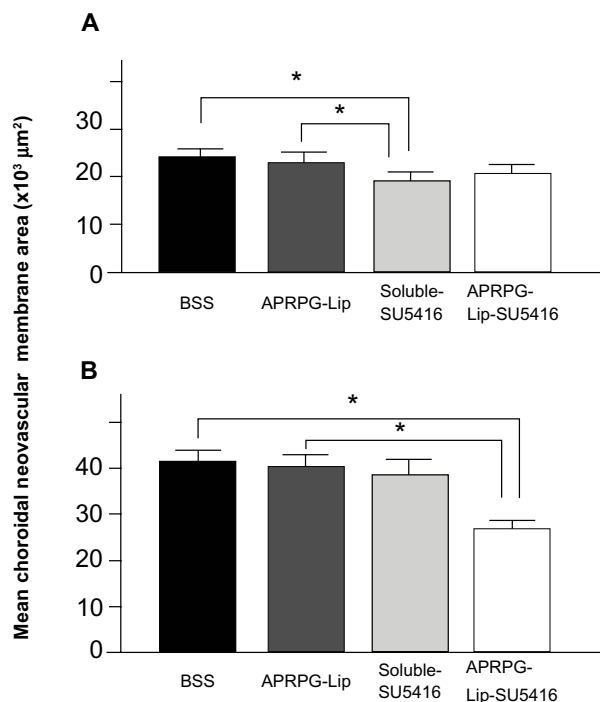 Mean choroidal neovascular membrane area (x10³ µm²)
A
*
*
30
20
10
0
BSS
APRPG-Lip
Soluble-
SU5416
APRPG-
Lip-SU5416
B
*
*
40
30
20
10
0
BSS
APRPG-Lip
Soluble-
SU5416
APRPG-
Lip-SU5416